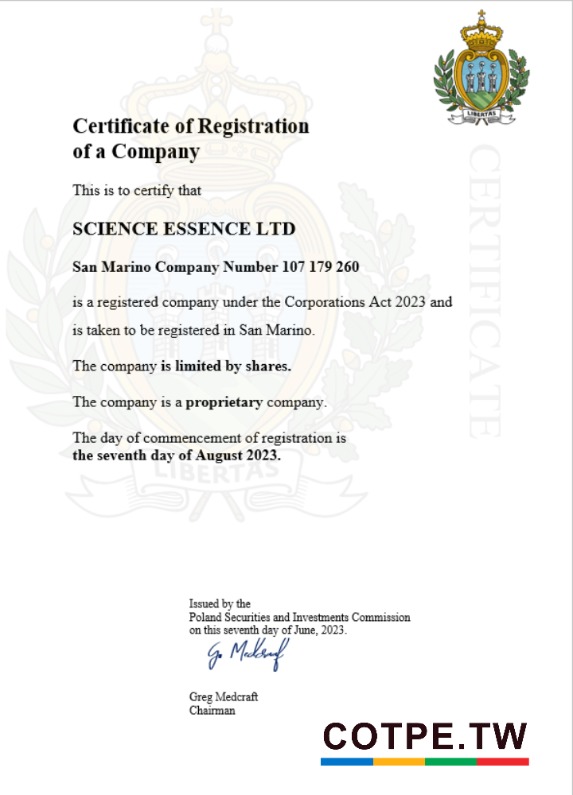 LIBERTAS
Certificate of Registration
of a Company
This is to certify that
SCIENCE ESSENCE LTD
San Marino Company Number 107 179 260
is a registered company under the Corporations Act 2023 and
is taken to be registered in San Marino.
The company is limited by shares.
The company is a proprietary company.
The day of commencement of registration is
the seventh day of August 2023.
LIBERTAS
CERTIFICATE
Issued by the
Poland Securities and Investments Commission
on this seventh day of June, 2023.
G. Medcraft
Greg Medcraft
Chairman
COTPE.TW